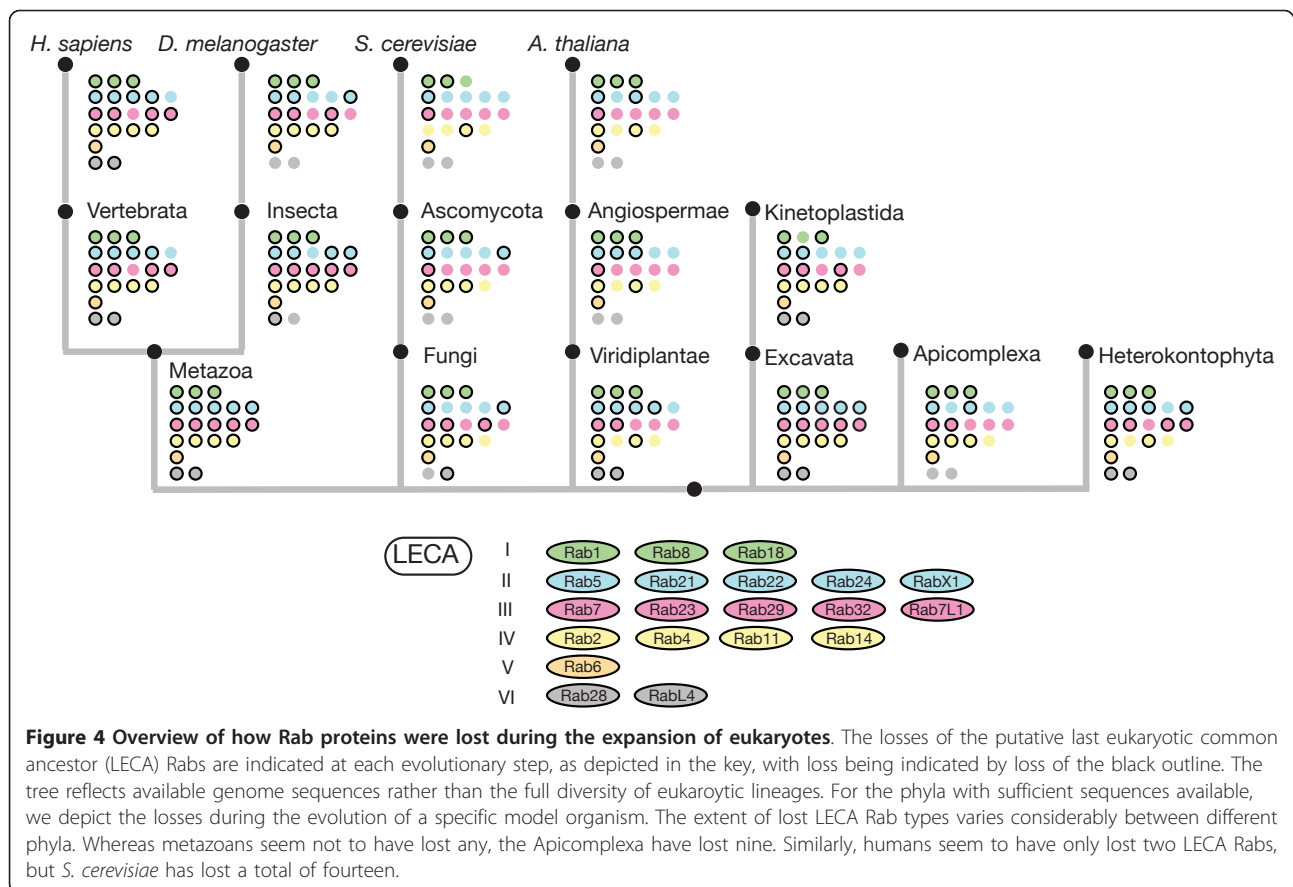 H. sapiens D. melanogaster S. cerevisiae A. thaliana
Vertebrata Insecta Ascomycota Angiospermae Kinetoplastida
Metazoa Fungi Viridiplantae Excavata Apicomplexa Heterokontophyta
LECA
I Rab1 Rab8 Rab18
II Rab5 Rab21 Rab22 Rab24 RabX1
III Rab7 Rab23 Rab29 Rab32 Rab7L1
IV Rab2 Rab4 Rab11 Rab14
V Rab6
VI Rab28 RabL4
Figure 4 Overview of how Rab proteins were lost during the expansion of eukaryotes. The losses of the putative last eukaryotic common
ancestor (LECA) Rabs are indicated at each evolutionary step, as depicted in the key, with loss being indicated by loss of the black outline. The
tree reflects available genome sequences rather than the full diversity of eukaroytic lineages. For the phyla with sufficient sequences available,
we depict the losses during the evolution of a specific model organism. The extent of lost LECA Rab types varies considerably between different
phyla. Whereas metazoans seem not to have lost any, the Apicomplexa have lost nine. Similarly, humans seem to have only lost two LECA Rabs,
but S. cerevisiae has lost a total of fourteen.